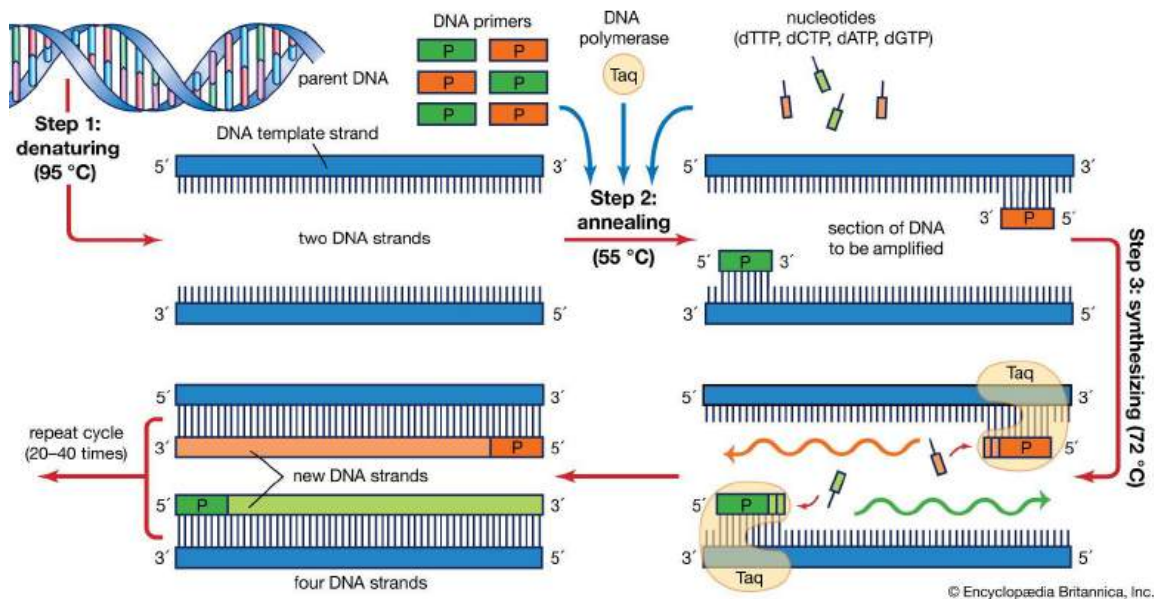 DNA primers
P P
P P
P P
DNA
polymerase
Taq
nucleotides
(dTTP, dCTP, dATP, dGTP)
parent DNA
Step 1:
denaturing
(95 °C)
DNA template strand
5′ 3′
two DNA strands
3′ 5′
Step 2:
annealing
(55 °C)
5′ 3′
3′ P 5′
section of DNA
to be amplified
5′ P 3′
3′ 5′
Step 3: synthesizing (72 °C)
Taq
5′ 3′
P 5′
5′ P
3′ 5′
Taq
5′ 3′
3′ P 5′
new DNA strands
5′ P 3′
3′ 5′
four DNA strands
repeat cycle
(20–40 times)
© Encyclopædia Britannica, Inc.